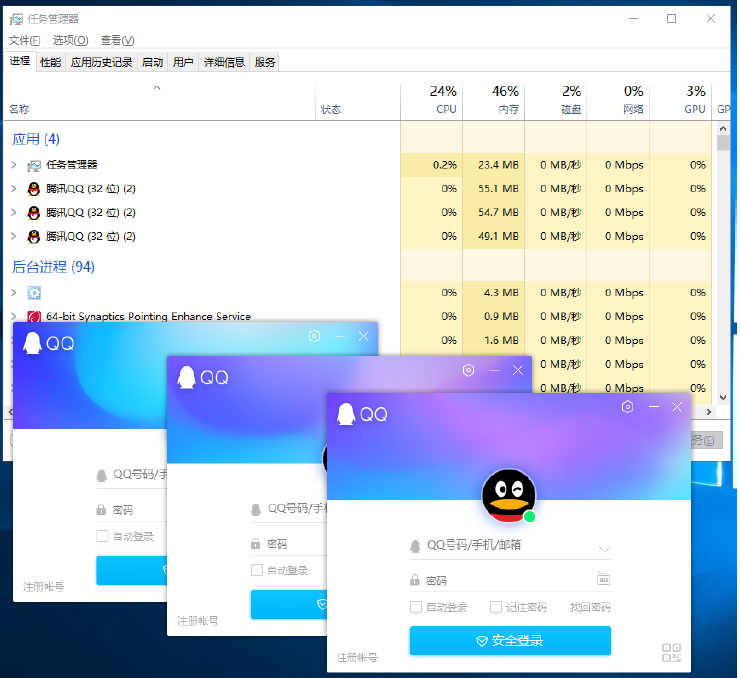 任务管理器
文件(F) 选项(O) 查看(V)
进程 性能 应用历史记录 启动 用户 详细信息 服务
24% 46% 2% 0% 3%
名称 状态 CPU 内存 磁盘 网络 GPU GP
应用 (4)
任务管理器 0.2% 23.4 MB 0 MB/秒 0 Mbps 0%
腾讯QQ (32 位) (2) 0% 55.1 MB 0 MB/秒 0 Mbps 0%
腾讯QQ (32 位) (2) 0% 54.7 MB 0 MB/秒 0 Mbps 0%
腾讯QQ (32 位) (2) 0% 49.1 MB 0 MB/秒 0 Mbps 0%
后台进程 (94)
0% 4.3 MB 0 MB/秒 0 Mbps 0%
64-bit Synaptics Pointing Enhance Service 0% 0.9 MB 0 MB/秒 0 Mbps 0%
0% 1.6 MB 0 MB/秒 0 Mbps 0%
0 MB/秒 0 Mbps 0%
0 MB/秒 0 Mbps 0%
务(E)
QQ
QQ号码/手
密码
自动登录
注册帐号
QQ
QQ号码/手机
密码
自动登录
注册帐号
QQ
QQ号码/手机/邮箱
密码
自动登录 记住密码 找回密码
安全登录
注册帐号